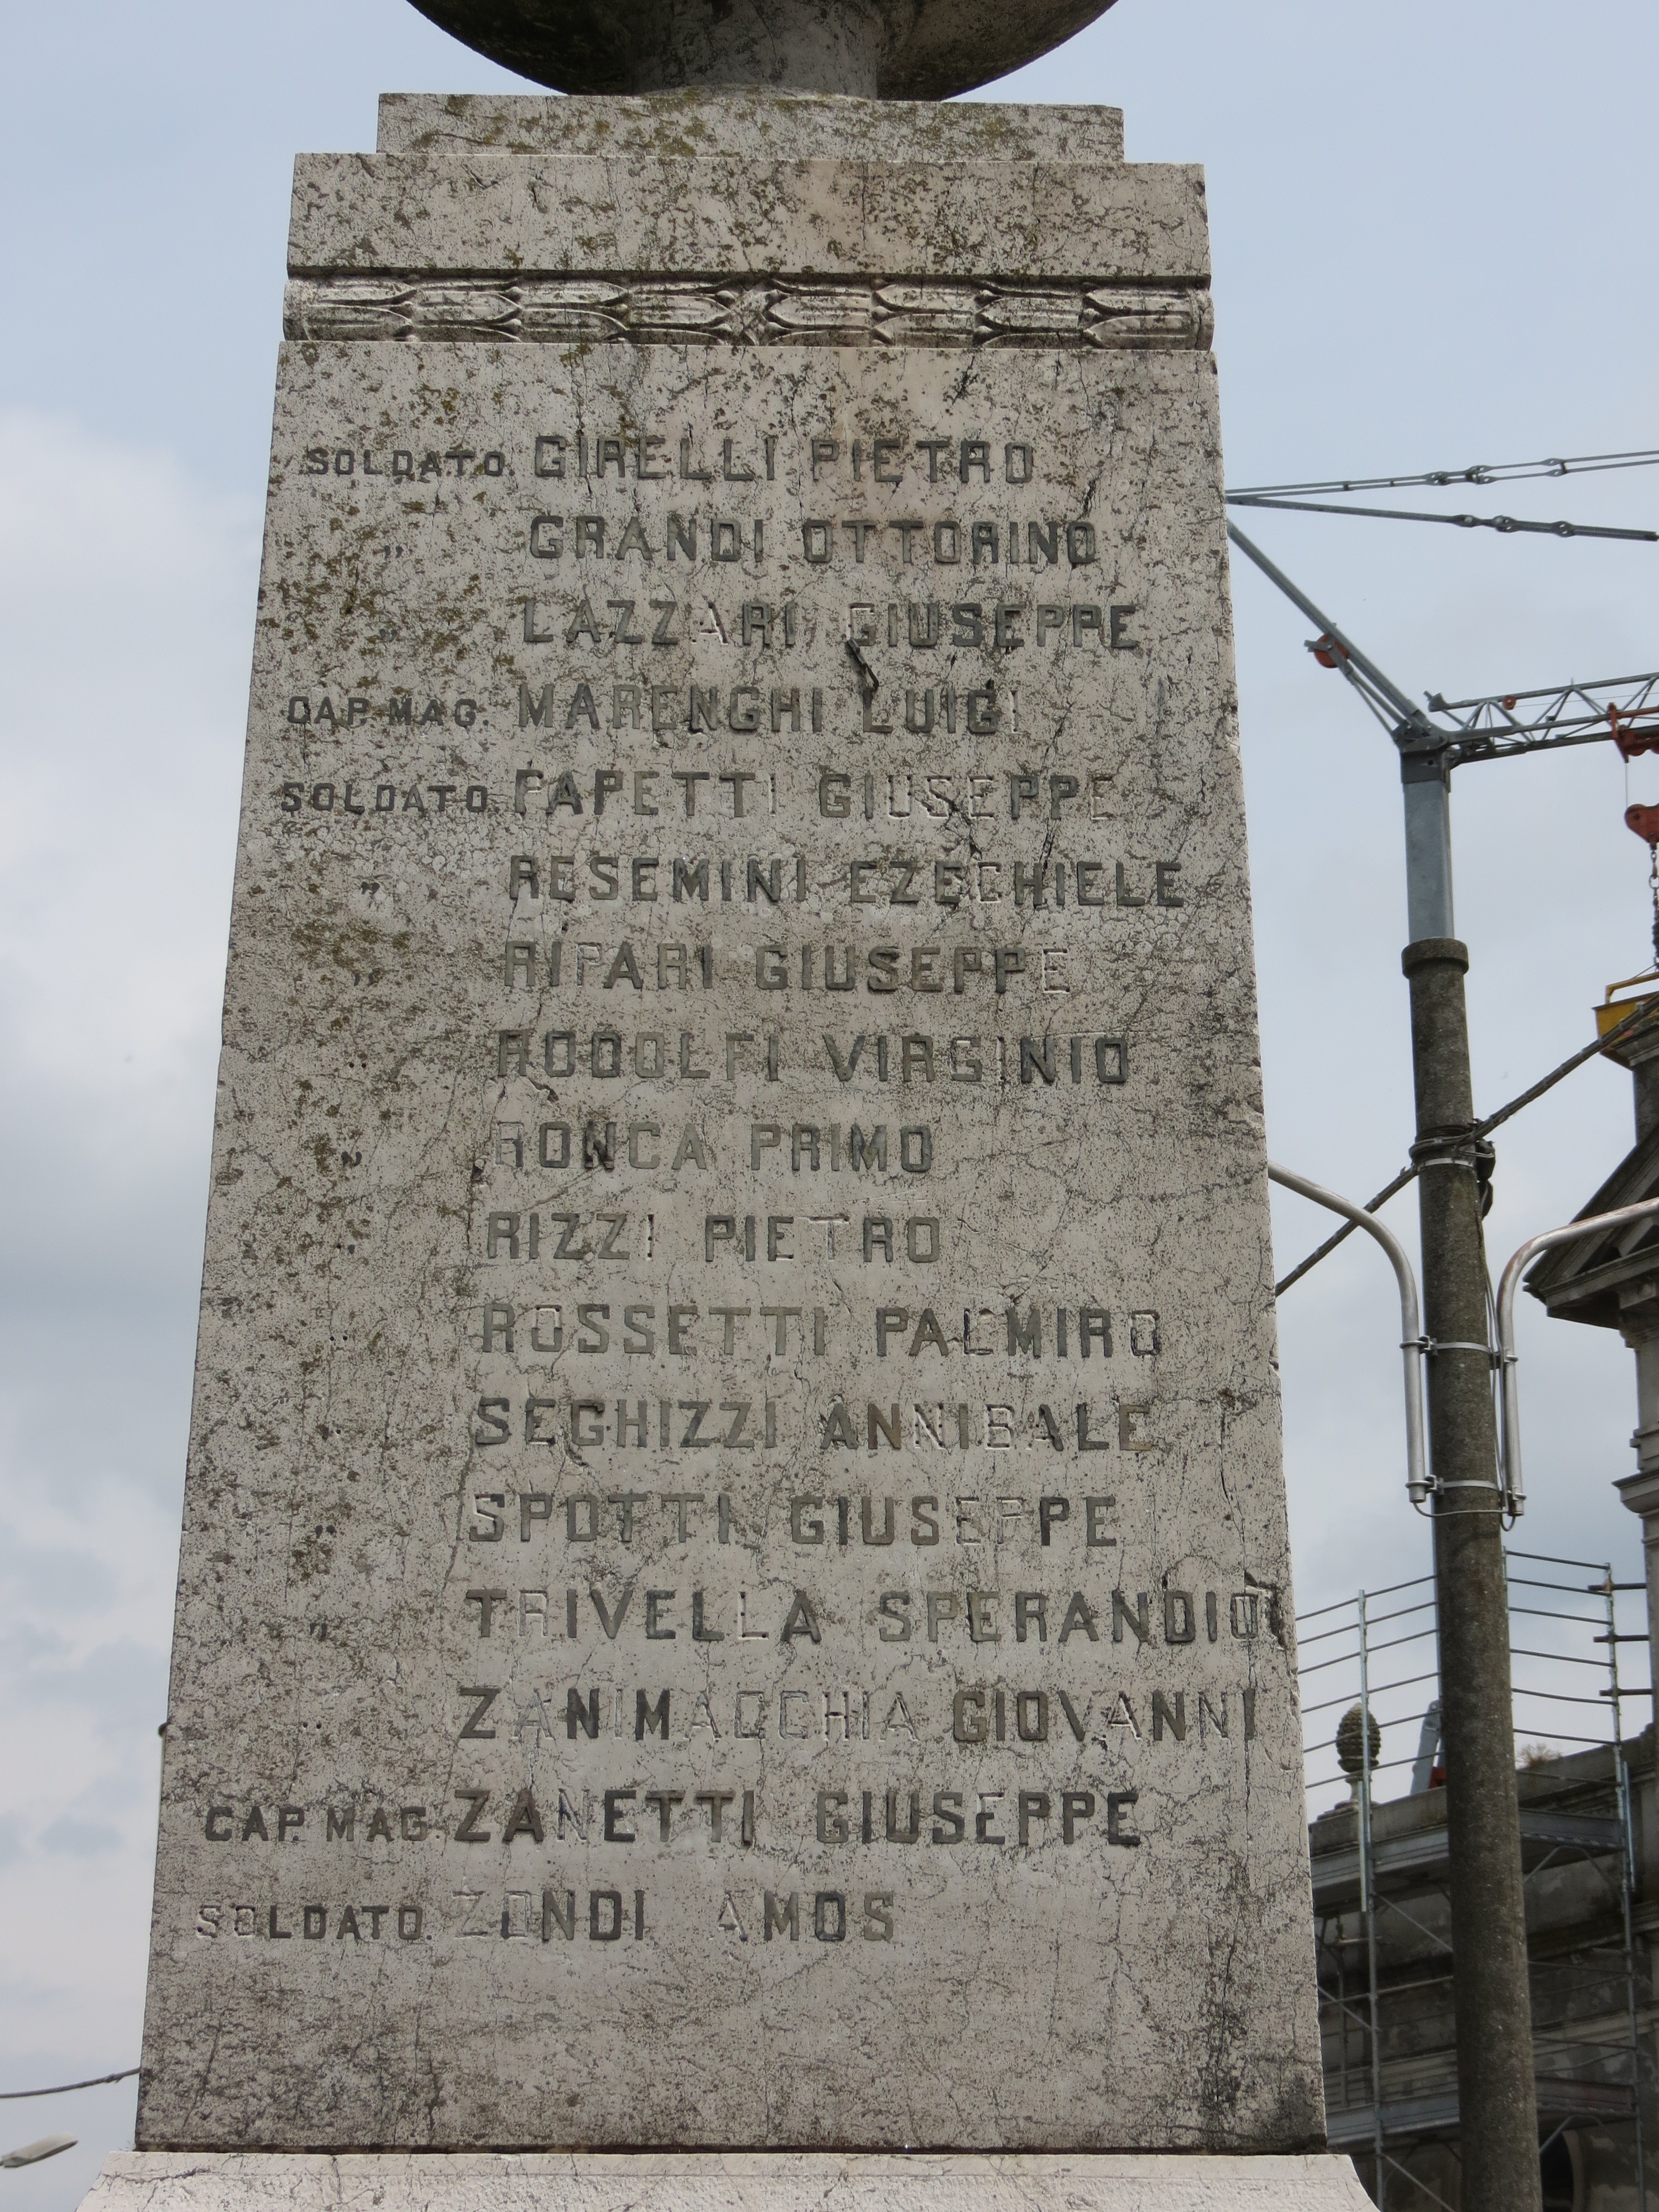 SOLDATO. GIRELLI PIETRO
" GRANDI OTTORINO
" LAZZARI GIUSEPPE
CAP. MAG. MARENGHI LUIGI
SOLDATO PAPETTI GIUSEPPE
" RESEMINI EZECHIELE
" RIPARI GIUSEPPE
" RODOLFI VIRGINIO
" RONCA PRIMO
" RIZZI PIETRO
" ROSSETTI PALMIRO
" SEGHIZZI ANNIBALE
" SPOTTI GIUSEPPE
" TRIVELLA SPERANDIO
" ZANIMACCHIA GIOVANNI
CAP. MAG. ZANETTI GIUSEPPE
SOLDATO. ZONDI AMOS